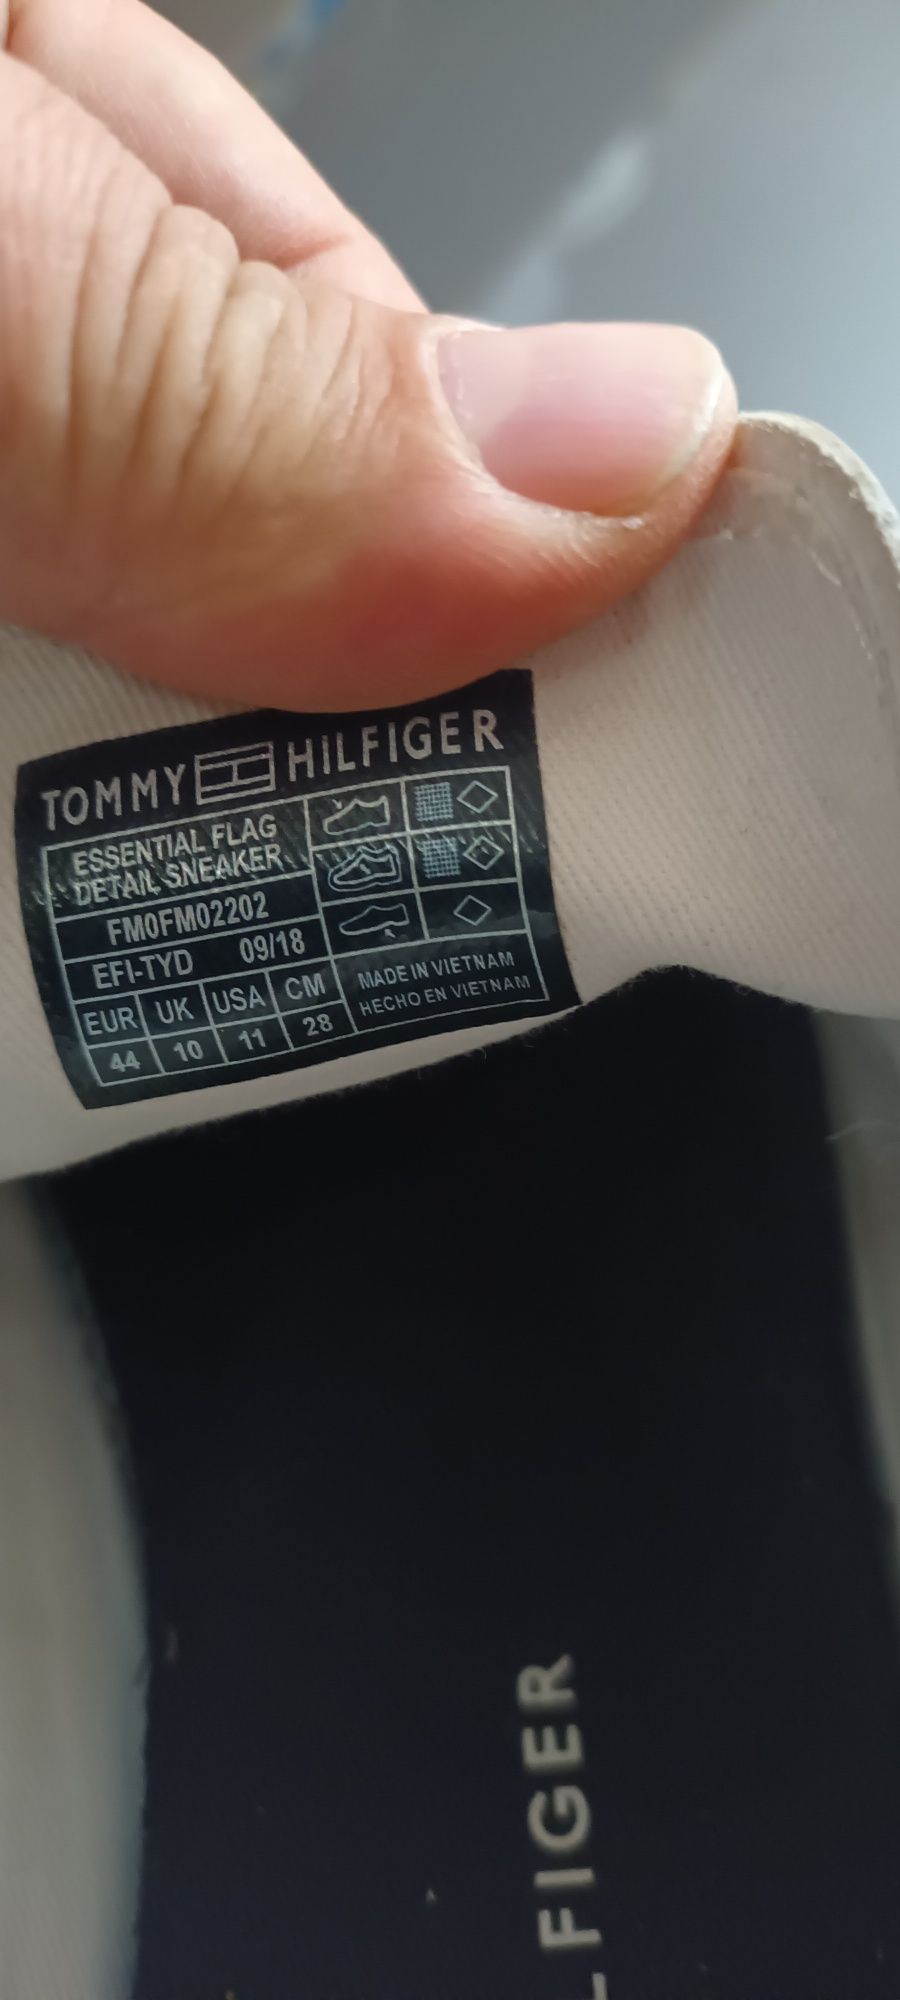 TOMMY HILFIGER
ESSENTIAL FLAG
DETAIL SNEAKER
FM0FM02202
EFI-TYD 09/18
EUR UK USA CM
44 10 11 28
MADE IN VIETNAM
HECHO EN VIETNAM
LFIGER